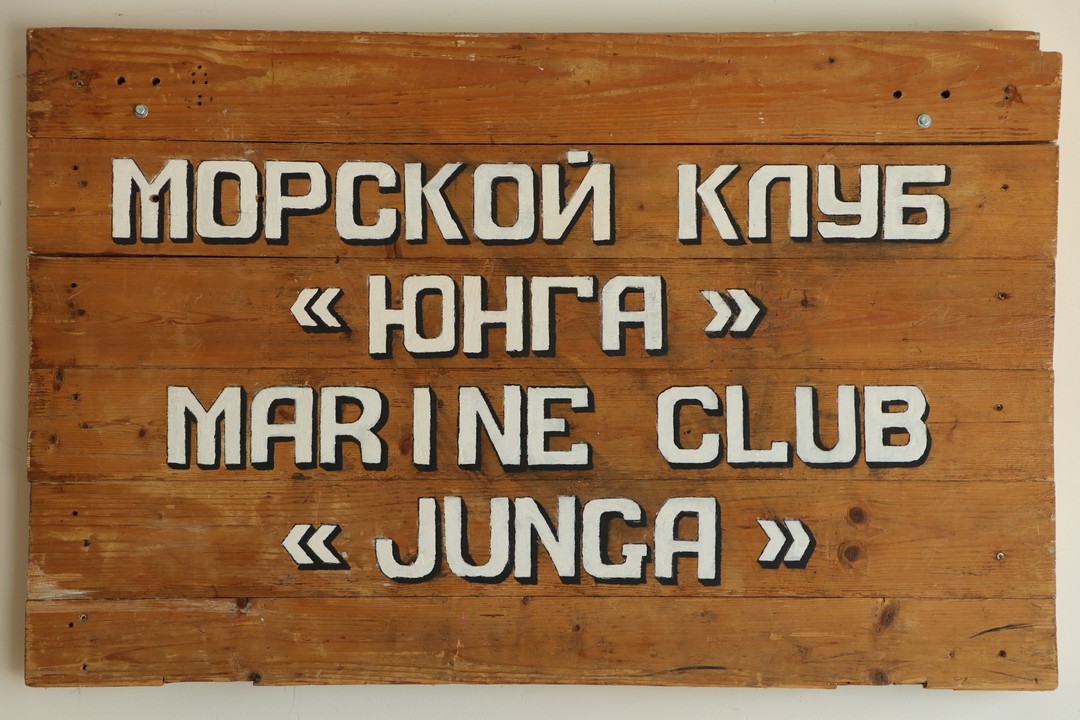 МОРСКОЙ КЛУБ
« ЮНГА »
MARINE CLUB
« JUNGA »